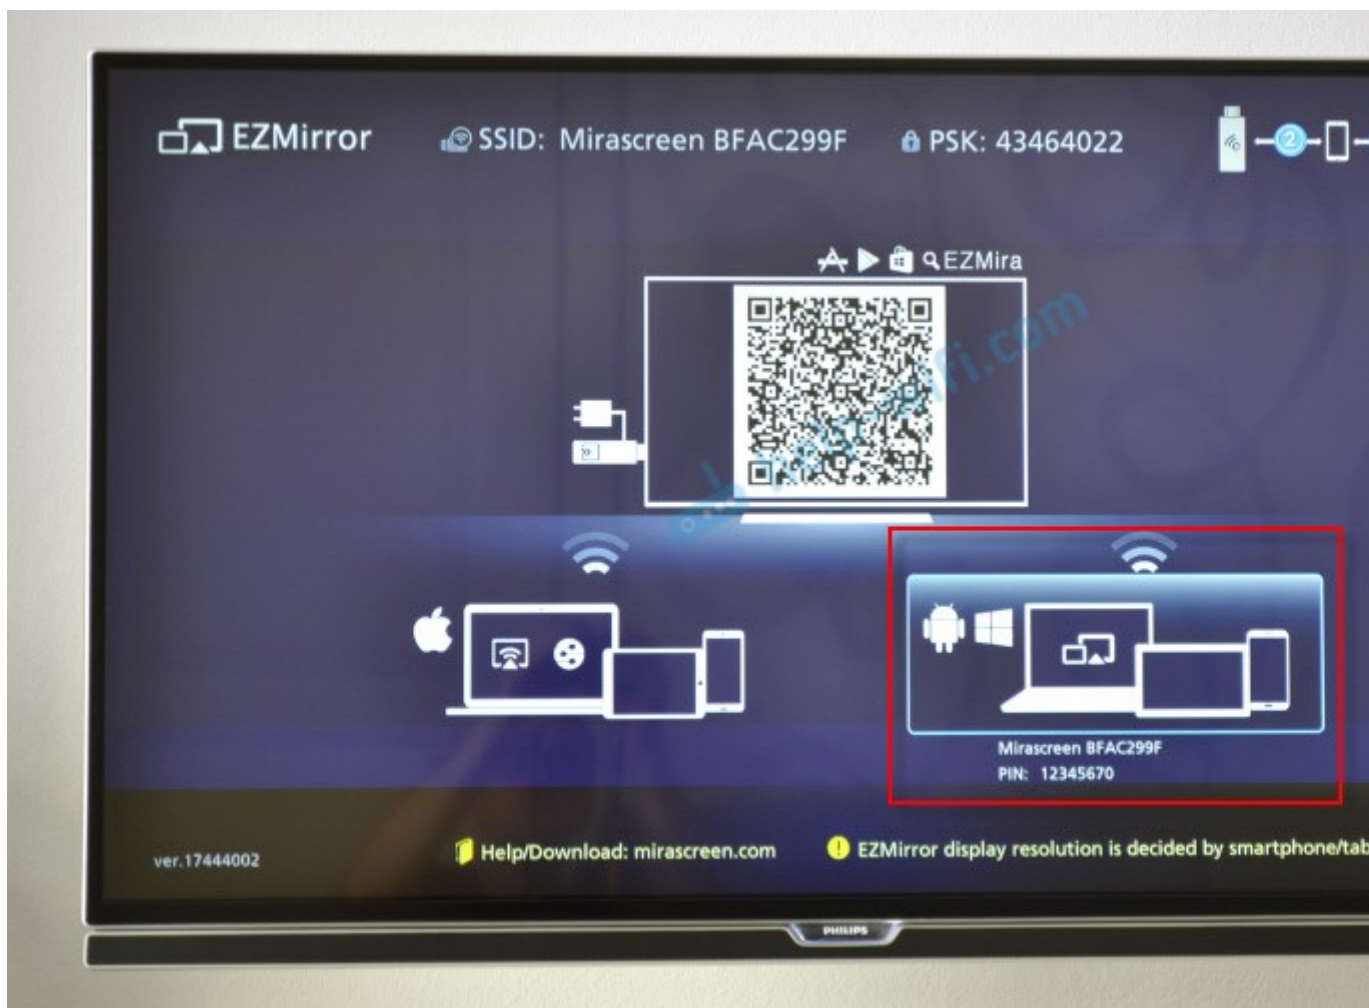 EZMirror
SSID: Mirascreen BFAC299F
PSK: 43464022
2
EZMira
Mirascreen BFAC299F
PIN: 12345670
ver.17444002
Help/Download: mirascreen.com
EZMirror display resolution is decided by smartphone/tab
PHILIPS